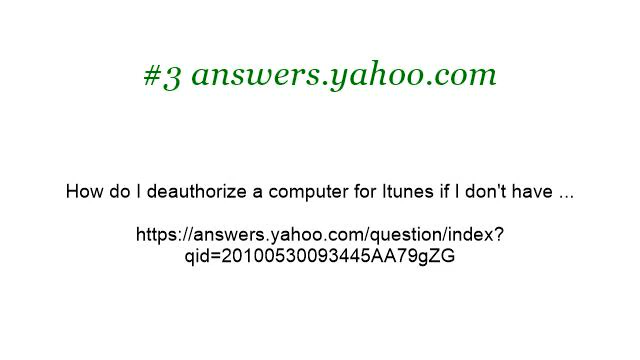 #3 answers.yahoo.com
How do I deauthorize a computer for Itunes if I don't have ...
https://answers.yahoo.com/question/index?
qid=20100530093445AA79gZG